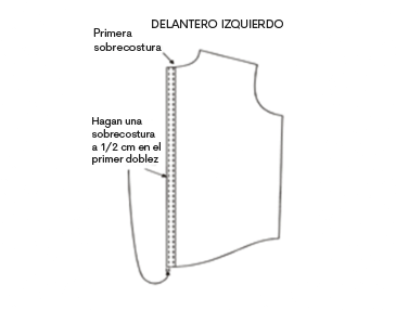 DELANTERO IZQUIERDO
Primera
sobrecostura
Hagan una
sobrecostura
a 1/2 cm en el
primer doblez